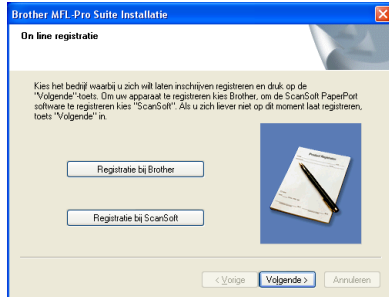 Brother MFL-Pro Suite Installatie
On line registratie
Kies het bedrijf waarbij u zich wilt laten inschrijven registreren en druk op de
"Volgende"-toets. Om uw apparaat te registreren kies Brother, om de ScanSoft PaperPort
software te registreren kies "ScanSoft". Als u zich liever niet op dit moment laat registreren,
toets "Volgende" in.
Registratie bij Brother
Registratie bij ScanSoft
< Vorige
Volgende >
Annuleren